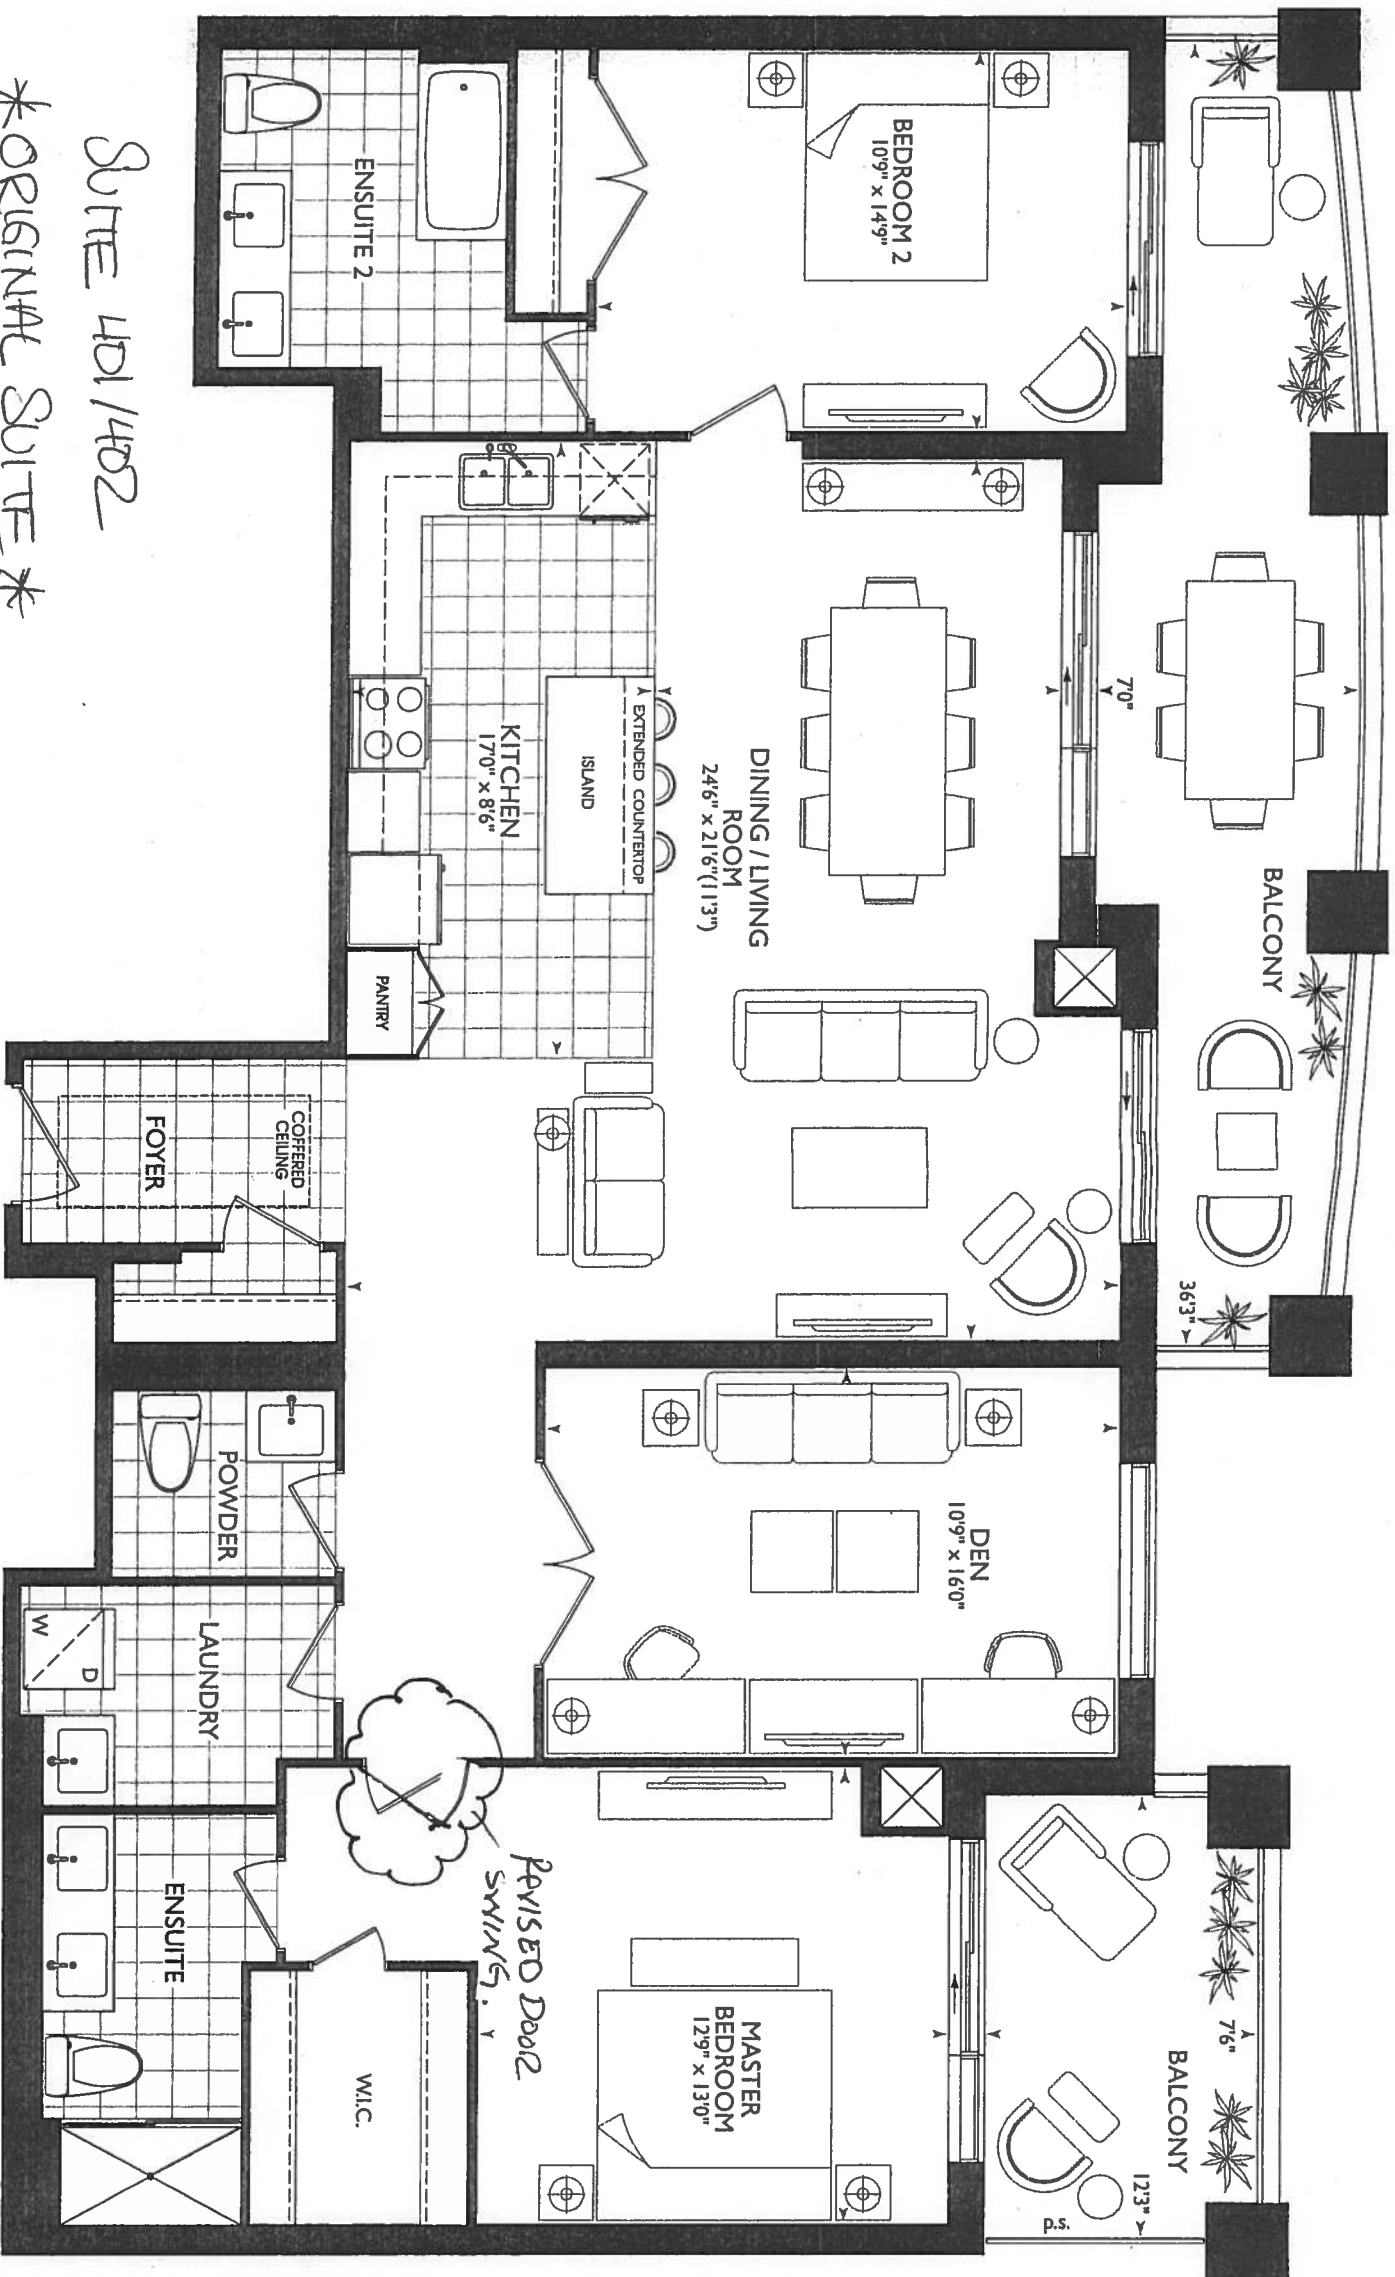 BALCONY
36'3"
7'0"
BALCONY
7'6"
12'3"
p.s.
BEDROOM 2
10'9" x 14'9"
DINING / LIVING
ROOM
24'6" x 21'6"(11'3")
DEN
10'9" x 16'0"
MASTER
BEDROOM
12'9" x 13'0"
REVISED DOOR
SWING.
ENSUITE 2
EXTENDED COUNTERTOP
ISLAND
KITCHEN
17'0" x 8'6"
PANTRY
COFFERED
CEILING
FOYER
POWDER
LAUNDRY
W
D
ENSUITE
W.I.C.
SUITE 401/402
*ORIGINAL SUITE*